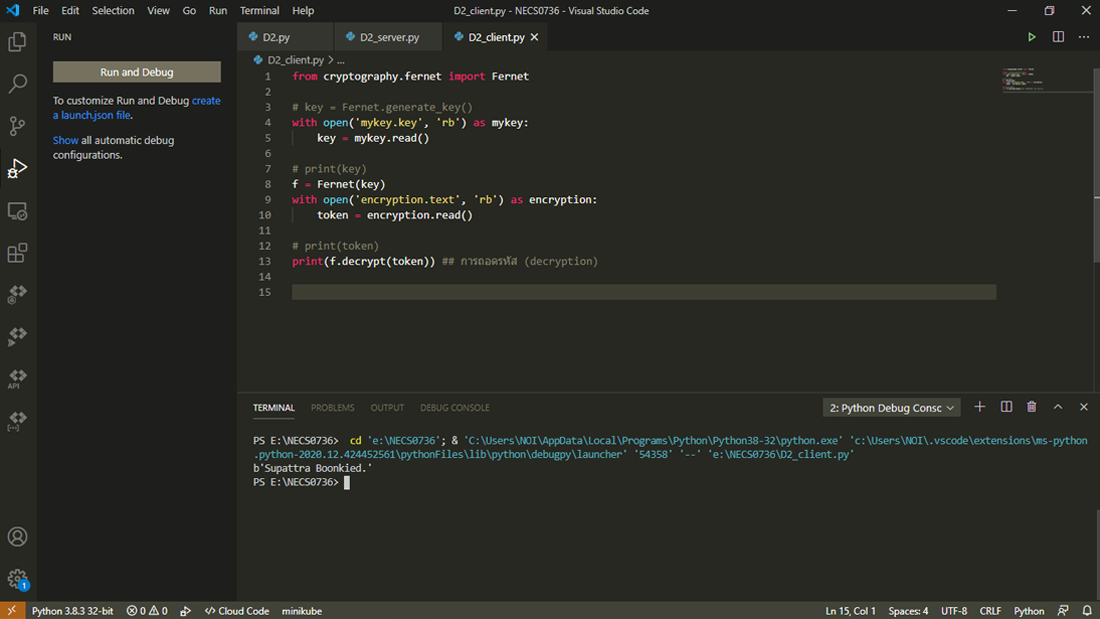 File Edit Selection View Go Run Terminal Help D2_client.py - NECS0736 - Visual Studio Code
RUN
Run and Debug
To customize Run and Debug create
a launch.json file.
Show all automatic debug
configurations.
D2.py D2_server.py D2_client.py
D2_client.py > ...
1 from cryptography.fernet import Fernet
2
3 # key = Fernet.generate_key()
4 with open('mykey.key', 'rb') as mykey:
5 key = mykey.read()
6
7 # print(key)
8 f = Fernet(key)
9 with open('encryption.text', 'rb') as encryption:
10 token = encryption.read()
11
12 # print(token)
13 print(f.decrypt(token)) ## การถอดรหัส (decryption)
14
15
TERMINAL PROBLEMS OUTPUT DEBUG CONSOLE 2: Python Debug Consc
PS E:\NECS0736> cd 'e:\NECS0736'; & 'C:\Users\NOI\AppData\Local\Programs\Python\Python38-32\python.exe' 'c:\Users\NOI\.vscode\extensions\ms-python
.python-2020.12.424452561\pythonFiles\lib\python\debugpy\launcher' '54358' '--' 'e:\NECS0736\D2_client.py'
b'Supattra Boonkied.'
PS E:\NECS0736>
API
1
Python 3.8.3 32-bit 0 0 Cloud Code minikube Ln 15, Col 1 Spaces: 4 UTF-8 CRLF Python